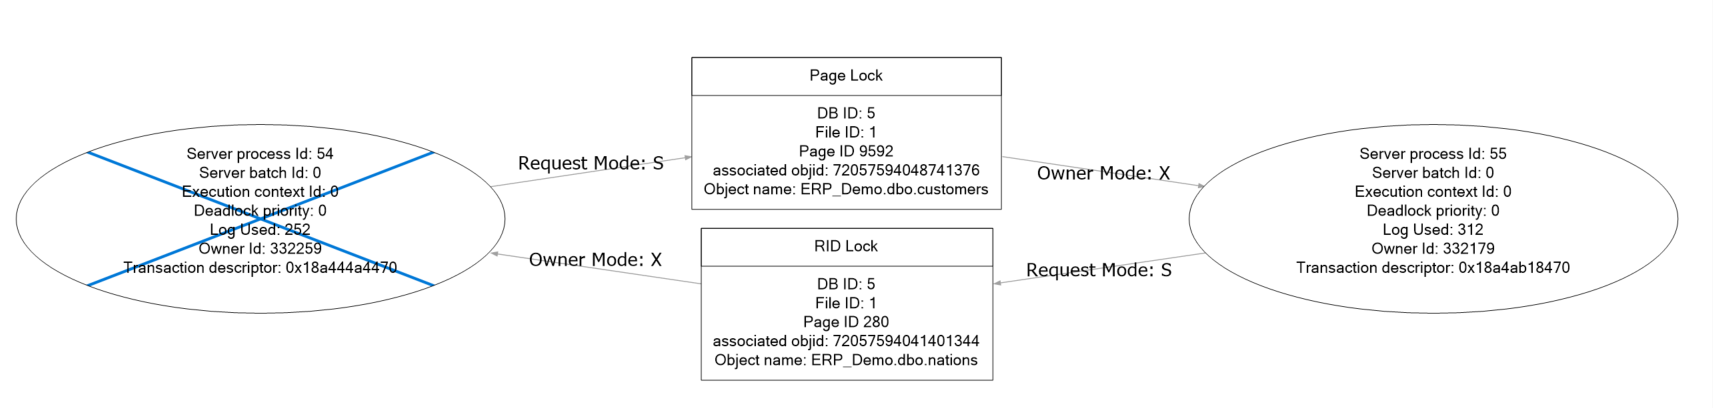 Server process Id: 54
Server batch Id: 0
Execution context Id: 0
Deadlock priority: 0
Log Used: 252
Owner Id: 332259
Transaction descriptor: 0x18a444a4470
Request Mode: S
Owner Mode: X
Page Lock
DB ID: 5
File ID: 1
Page ID 9592
associated objid: 72057594048741376
Object name: ERP_Demo.dbo.customers
RID Lock
DB ID: 5
File ID: 1
Page ID 280
associated objid: 72057594041401344
Object name: ERP_Demo.dbo.nations
Owner Mode: X
Request Mode: S
Server process Id: 55
Server batch Id: 0
Execution context Id: 0
Deadlock priority: 0
Log Used: 312
Owner Id: 332179
Transaction descriptor: 0x18a4ab18470